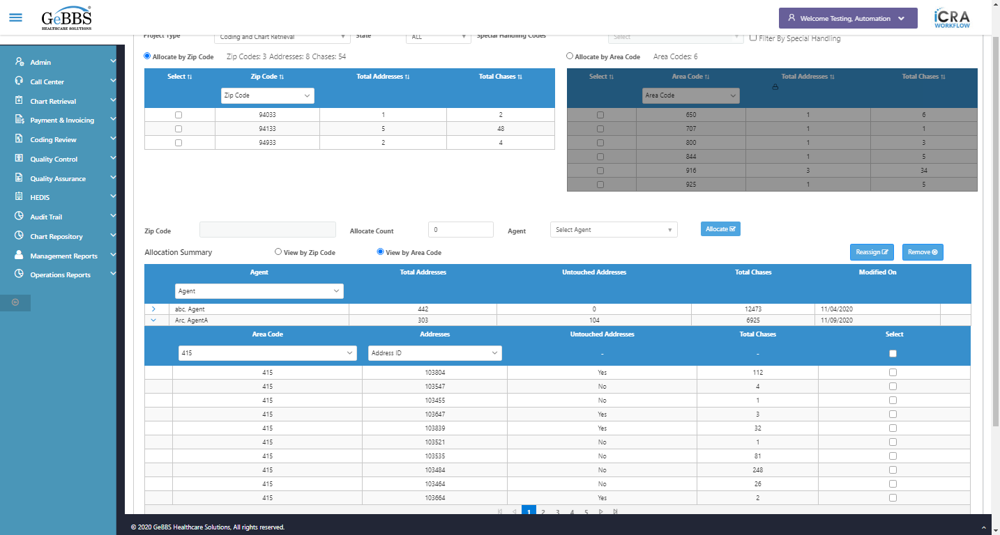 GeBBS®
HEALTHCARE SOLUTIONS
Welcome Testing, Automation
iCRA
WORKFLOW
Project Type Coding and Chart Retrieval State ALL Special Handling Codes Select Filter By Special Handling
Allocate by Zip Code Zip Codes: 3 Addresses: 8 Chases: 54
Allocate by Area Code Area Codes: 6
Admin
Call Center
Chart Retrieval
Payment & Invoicing
Coding Review
Quality Control
Quality Assurance
HEDIS
Audit Trail
Chart Repository
Management Reports
Operations Reports
Select Zip Code Total Addresses Total Chases
Zip Code
94033 1 2
94133 5 48
94933 2 4
Select Area Code Total Addresses Total Chases
Area Code
650 1 6
707 1 1
800 1 3
844 1 5
916 3 34
925 1 5
Zip Code Allocate Count 0 Agent Select Agent Allocate
Allocation Summary View by Zip Code View by Area Code Reassign Remove
Agent Total Addresses Untouched Addresses Total Chases Modified On
Agent
abc, Agent 442 0 12473 11/04/2020
Arc, AgentA 303 104 6925 11/09/2020
Area Code Addresses Untouched Addresses Total Chases Select
415 Address ID - -
415 103804 Yes 112
415 103547 No 4
415 103455 No 1
415 103647 Yes 3
415 103839 Yes 32
415 103521 No 1
415 103535 No 81
415 103484 No 248
415 103464 No 26
415 103664 Yes 2
1 2 3 4 5
© 2020 GeBBS Healthcare Solutions, All rights reserved.